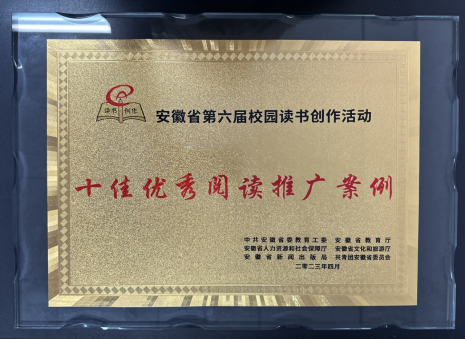 读书 创作
安徽省第六届校园读书创作活动
十佳优秀阅读推广案例
中共安徽省委教育工委 安徽省教育厅
安徽省人力资源和社会保障厅 安徽省文化和旅游厅
安徽省新闻出版局 共青团安徽省委员会
二〇二三年四月